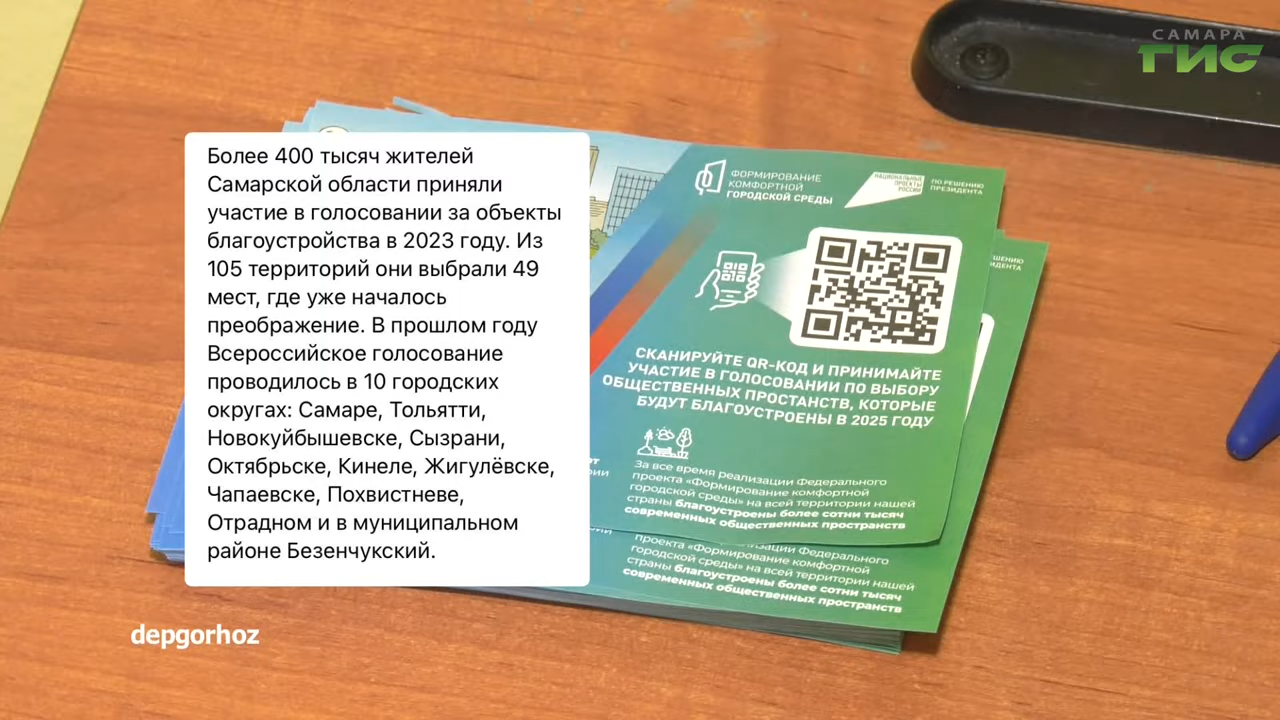 САМАРА
ГИС
Более 400 тысяч жителей
Самарской области приняли
участие в голосовании за объекты
благоустройства в 2023 году. Из
105 территорий они выбрали 49
мест, где уже началось
преображение. В прошлом году
Всероссийское голосование
проводилось в 10 городских
округах: Самаре, Тольятти,
Новокуйбышевске, Сызрани,
Октябрьске, Кинеле, Жигулёвске,
Чапаевске, Похвистневе,
Отрадном и в муниципальном
районе Безенчукский.
depgorhoz
ФОРМИРОВАНИЕ
КОМФОРТНОЙ
ГОРОДСКОЙ СРЕДЫ
НАЦИОНАЛЬНЫЕ
ПРОЕКТЫ
РОССИИ
ПО РЕШЕНИЮ
ПРЕЗИДЕНТА
СКАНИРУЙТЕ QR-КОД И ПРИНИМАЙТЕ
УЧАСТИЕ В ГОЛОСОВАНИИ ПО ВЫБОРУ
ОБЩЕСТВЕННЫХ ПРОСТАНСТВ, КОТОРЫЕ
БУДУТ БЛАГОУСТРОЕНЫ В 2025 ГОДУ
За все время реализации Федерального
проекта «Формирование комфортной
городской среды» на всей территории нашей
страны благоустроены более сотни тысяч
современных общественных пространств
проекта «Формирование комфортной
городской среды» на всей территории нашей
страны благоустроены более сотни тысяч
современных общественных пространств